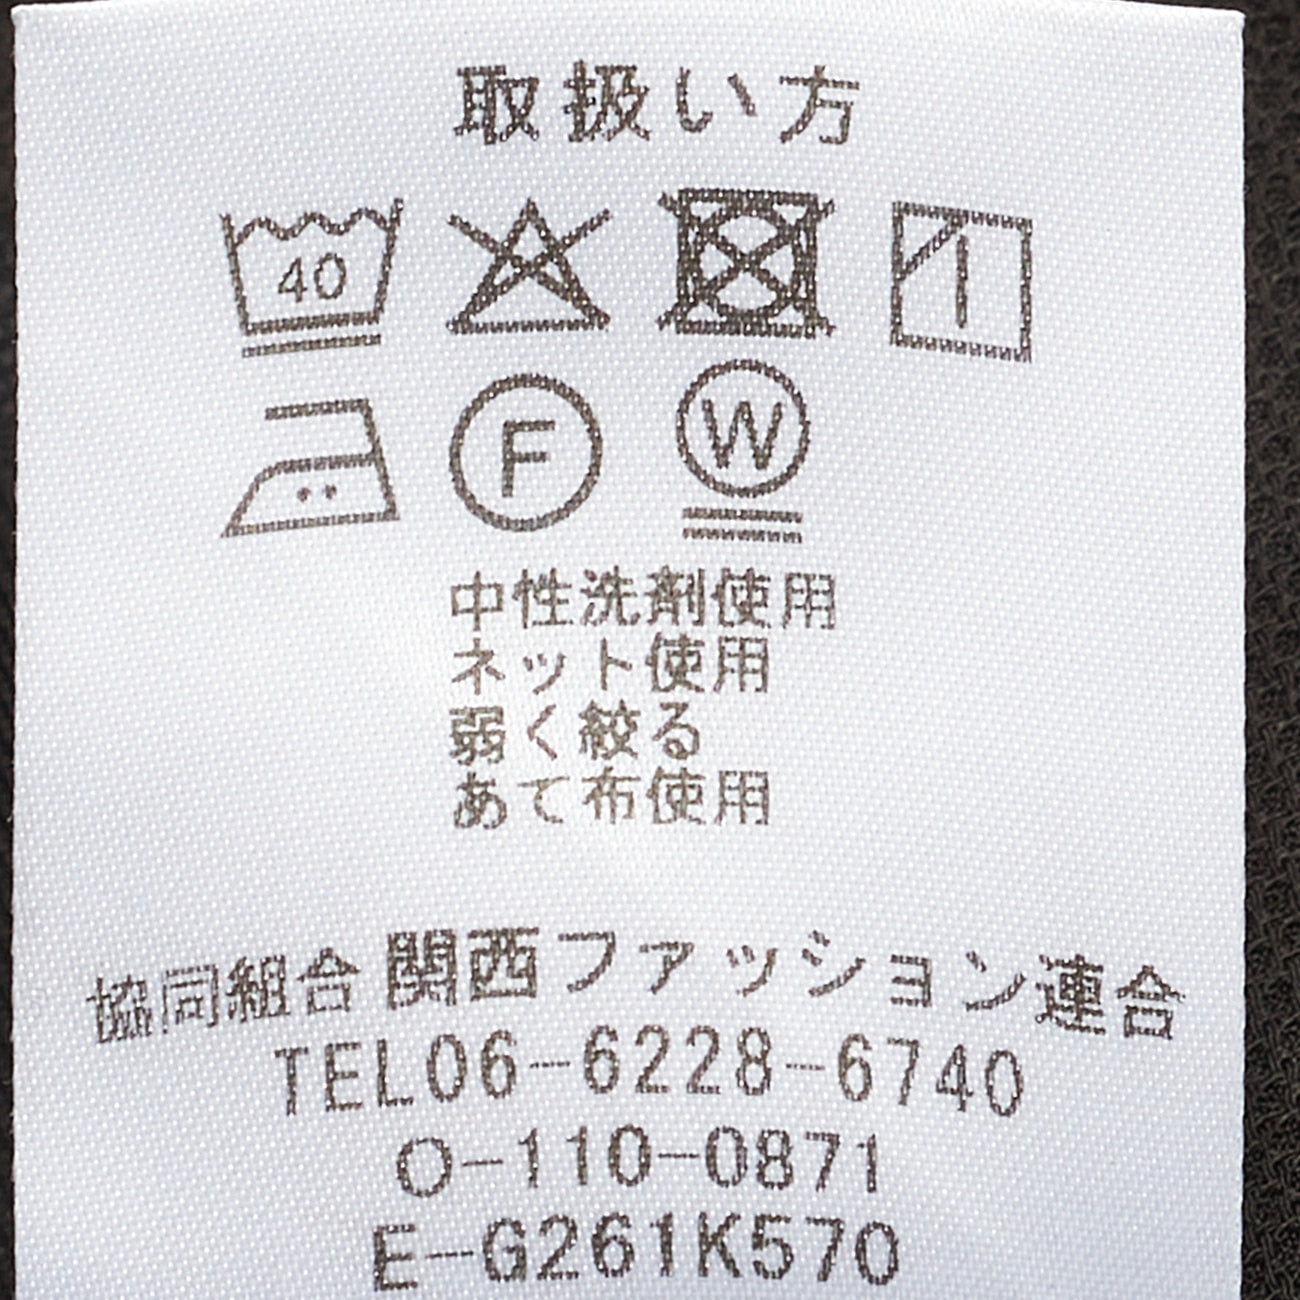 取扱い方
40
F W
中性洗剤使用
ネット使用
弱く絞る
あて布使用
協同組合関西ファッション連合
TEL06-6228-6740
O-110-0871
E-G261K570